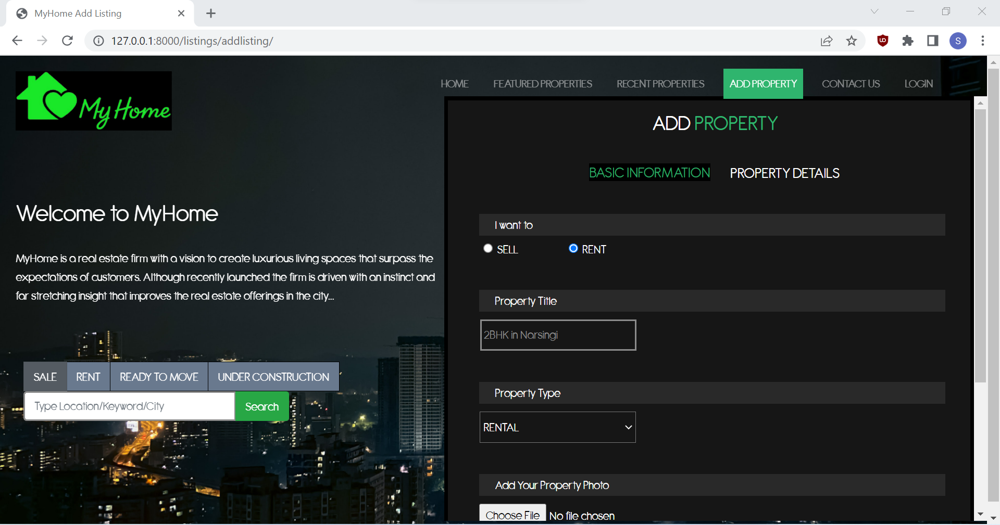 MyHome Add Listing
127.0.0.1:8000/listings/addlisting/
S
My Home
HOME FEATURED PROPERTIES RECENT PROPERTIES ADD PROPERTY CONTACT US LOGIN
Welcome to MyHome
MyHome is a real estate firm with a vision to create luxurious living spaces that surpass the
expectations of customers. Although recently launched the firm is driven with an instinct and
far stretching insight that improves the real estate offerings in the city...
SALE RENT READY TO MOVE UNDER CONSTRUCTION
Type Location/Keyword/City Search
ADD PROPERTY
BASIC INFORMATION PROPERTY DETAILS
I want to
SELL RENT
Property Title
2BHK in Narsingi
Property Type
RENTAL
Add Your Property Photo
Choose File No file chosen